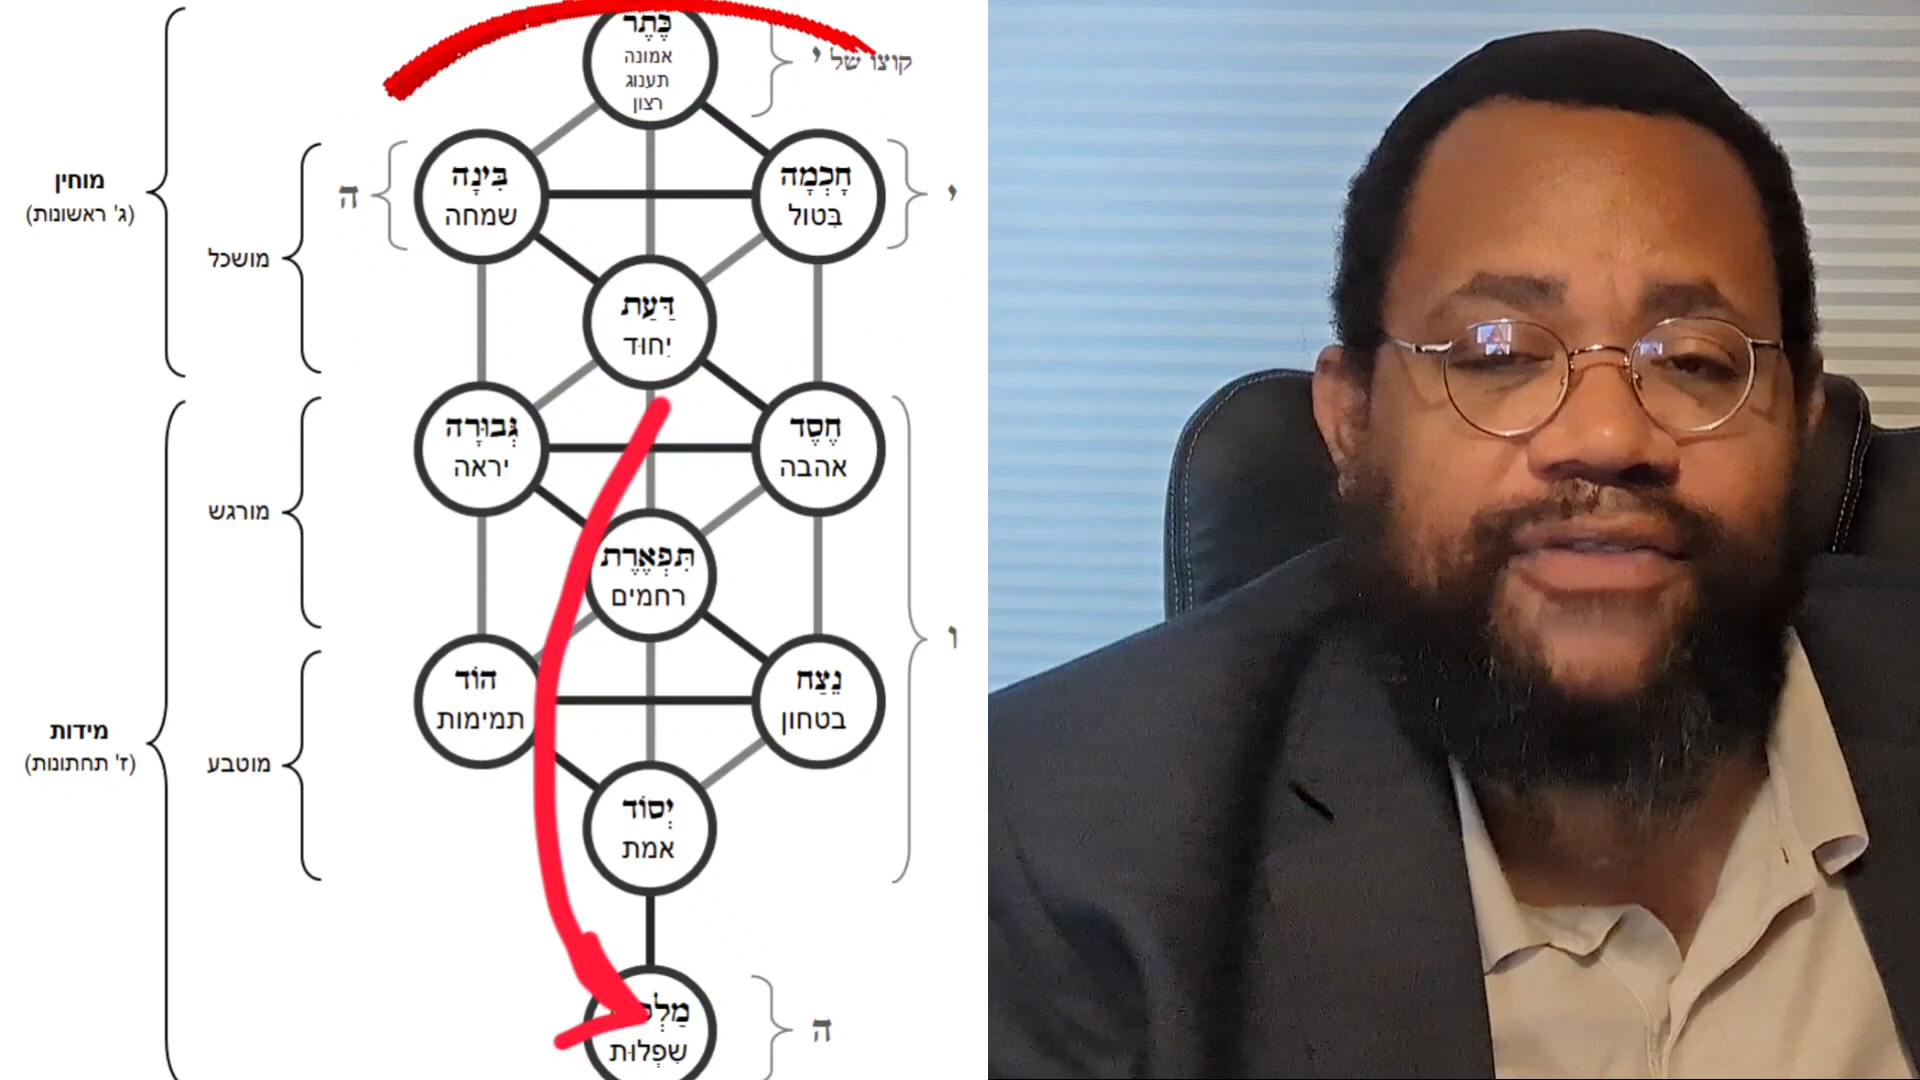 כֶּתֶר
אמונה
תענוג
רצון
קוצו של י
בִּינָה
שמחה
חָכְמָה
בִּטול
ה
י
מוחין
(ג' ראשונות)
מושכל
דַּעַת
יִחוּד
גְּבוּרָה
יראה
חֶסֶד
אהבה
מורגש
תִּפְאֶרֶת
רחמים
ו
הוֹד
תמימות
נֵצַח
בטחון
מידות
(ז' תחתונות)
מוטבע
יְסוֹד
אמת
שִפְלוּת
ה